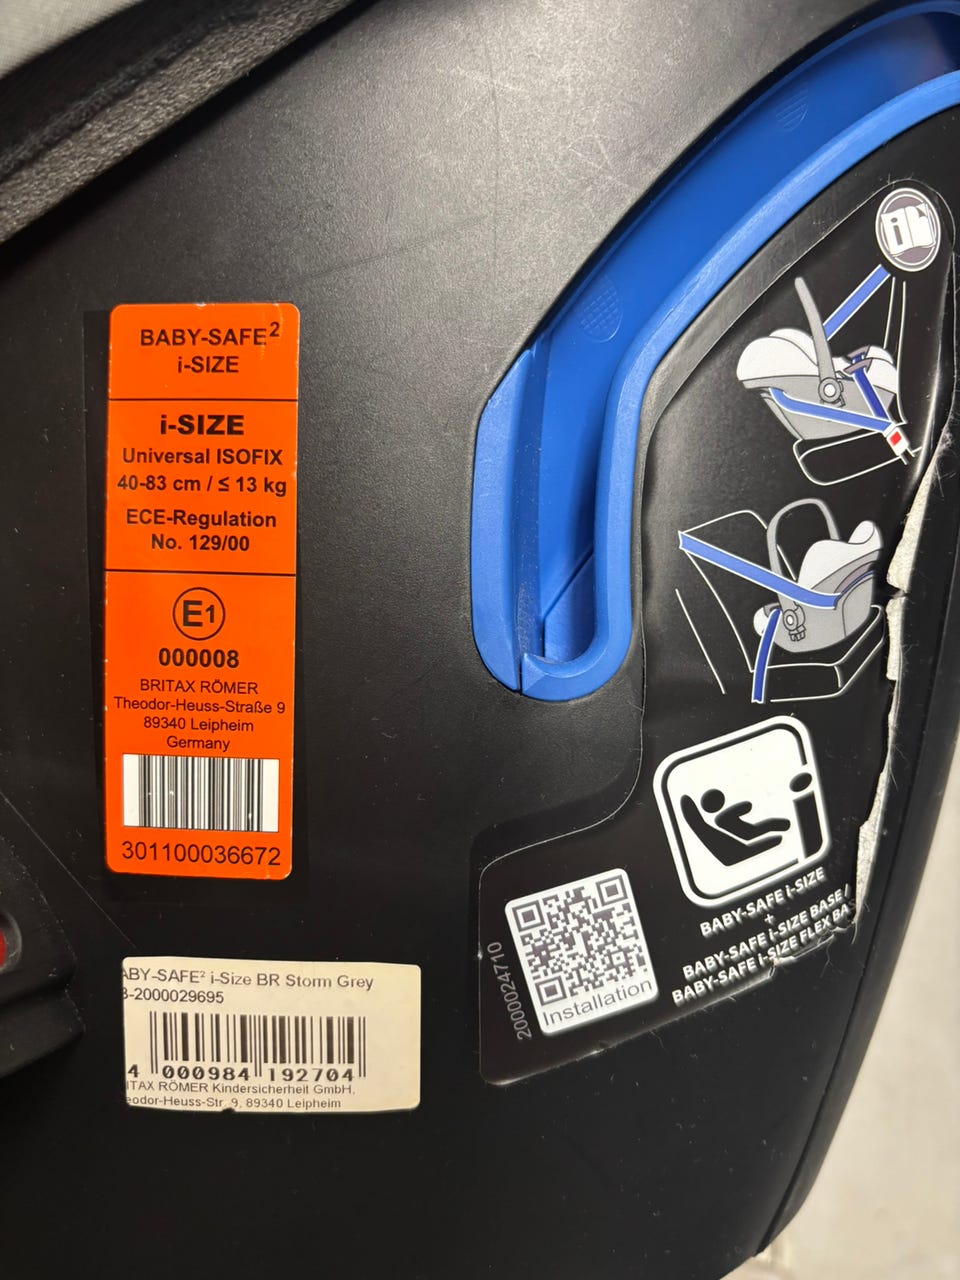 BABY-SAFE²
i-SIZE
i-SIZE
Universal ISOFIX
40-83 cm / ≤ 13 kg
ECE-Regulation
No. 129/00
E1
000008
BRITAX RÖMER
Theodor-Heuss-Straße 9
89340 Leipheim
Germany
301100036672
ABY-SAFE² i-Size BR Storm Grey
3-2000029695
4 000984 192704
ITAX RÖMER Kindersicherheit GmbH,
eodor-Heuss-Str. 9, 89340 Leipheim
i
BABY-SAFE i-SIZE
+
BABY-SAFE i-SIZE BASE /
BABY-SAFE i-SIZE FLEX BA
Installation
2000024710